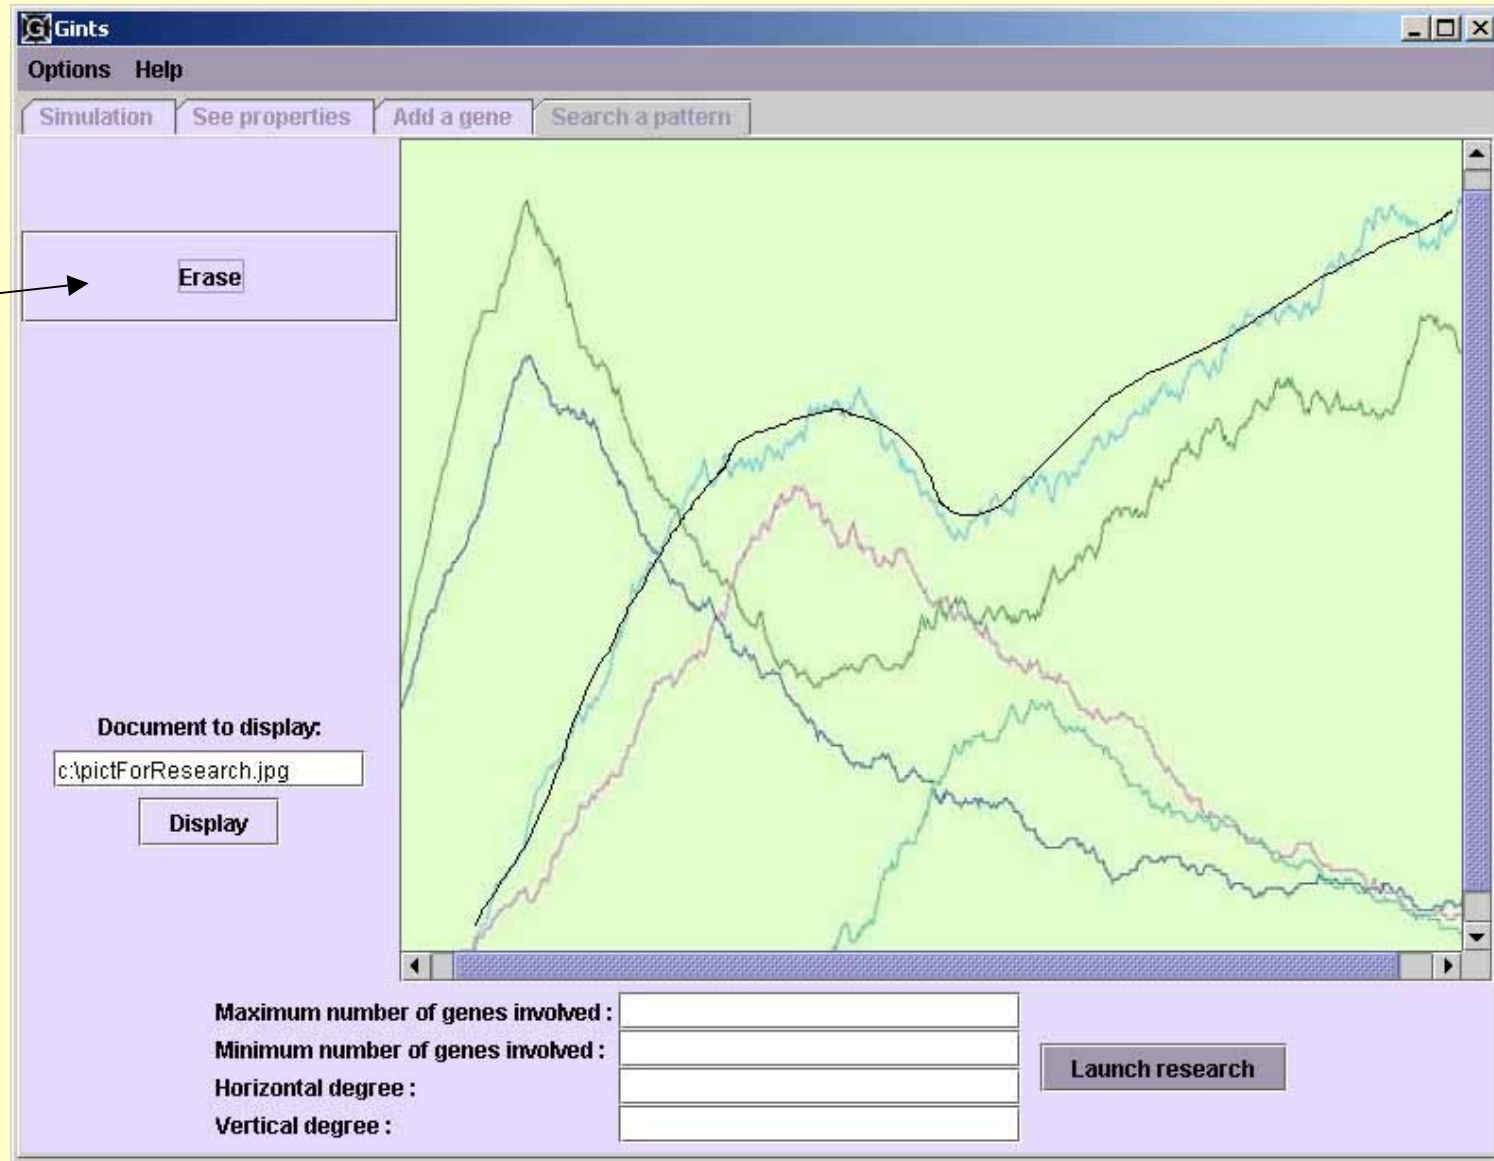 Gints
Options Help
Simulation See properties Add a gene Search a pattern
Erase
Document to display:
c:\pictForResearch.jpg
Display
Maximum number of genes involved :
Minimum number of genes involved :
Horizontal degree :
Vertical degree :
Launch research